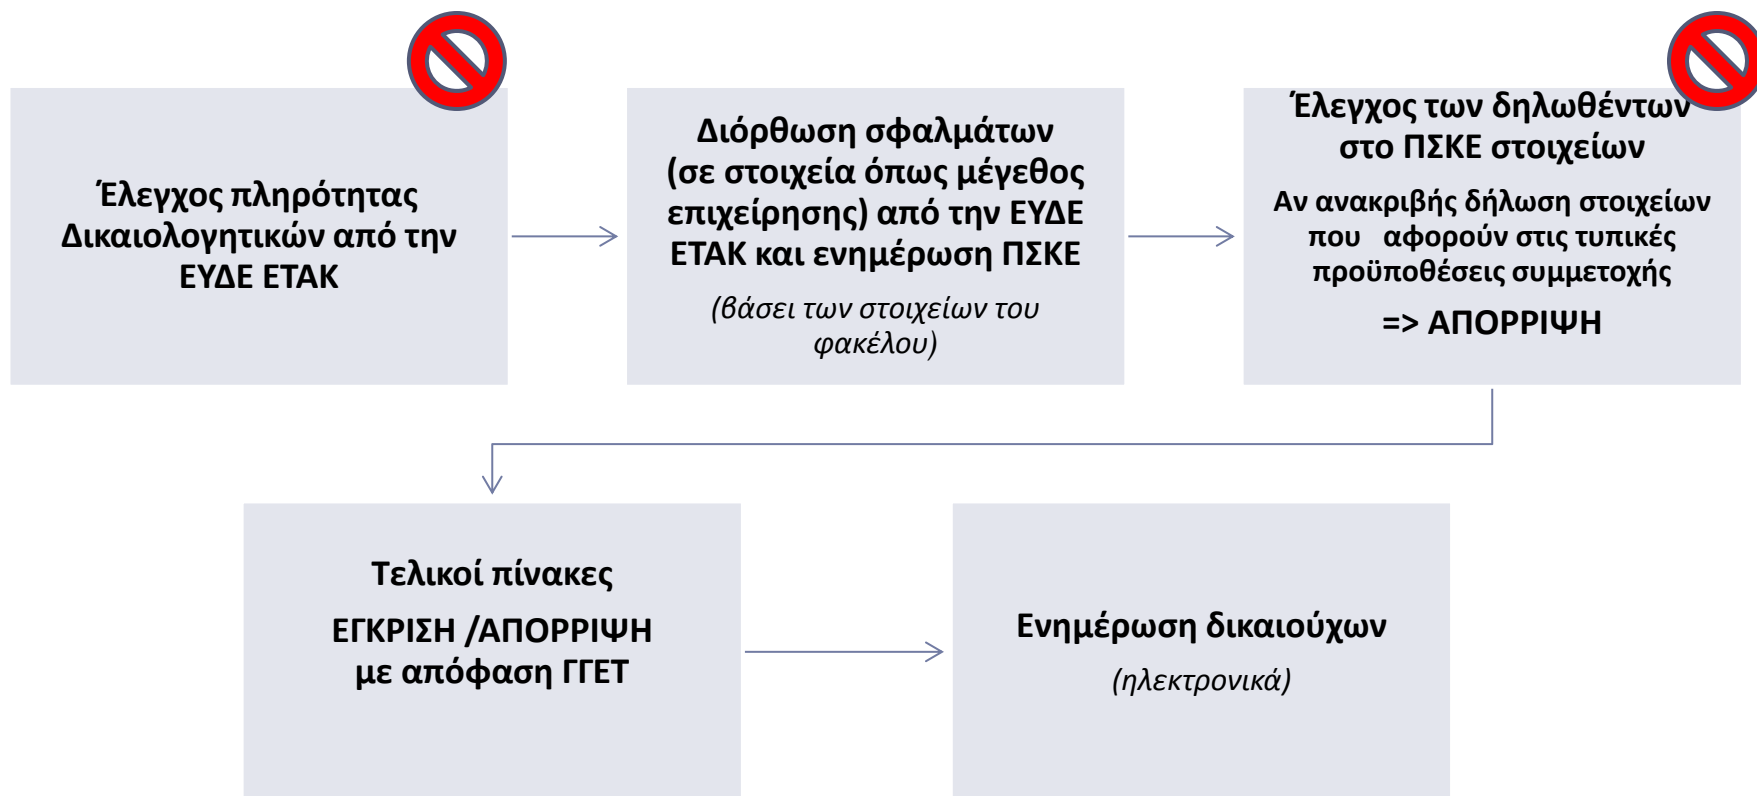 Έλεγχος πληρότητας
Δικαιολογητικών από την
ΕΥΔΕ ΕΤΑΚ
Διόρθωση σφαλμάτων
(σε στοιχεία όπως μέγεθος
επιχείρησης) από την ΕΥΔΕ
ΕΤΑΚ και ενημέρωση ΠΣΚΕ
(βάσει των στοιχείων του
φακέλου)
Έλεγχος των δηλωθέντων
στο ΠΣΚΕ στοιχείων
Αν ανακριβής δήλωση στοιχείων
που αφορούν στις τυπικές
προϋποθέσεις συμμετοχής
=> ΑΠΟΡΡΙΨΗ
Τελικοί πίνακες
ΕΓΚΡΙΣΗ /ΑΠΟΡΡΙΨΗ
με απόφαση ΓΓΕΤ
Ενημέρωση δικαιούχων
(ηλεκτρονικά)